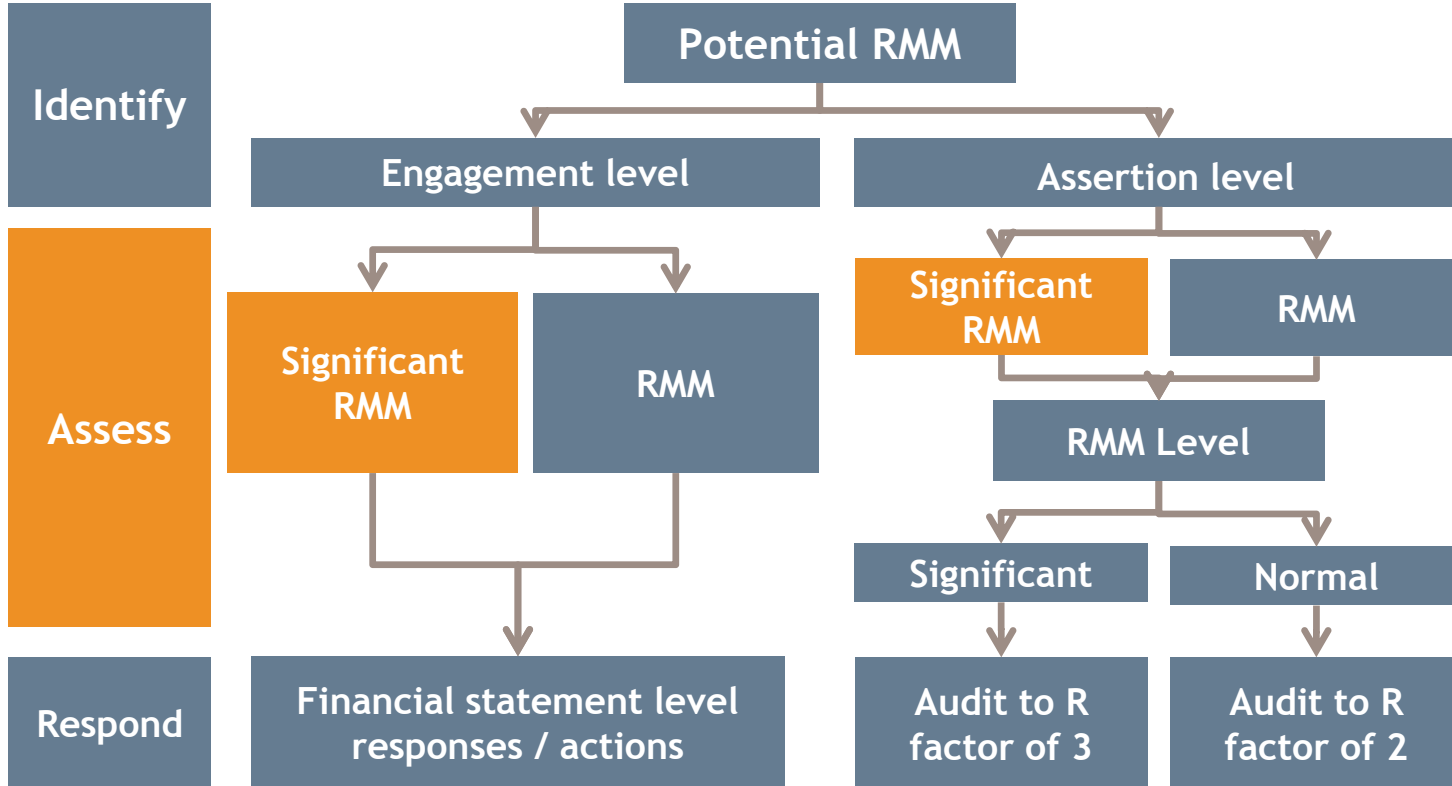 Potential RMM
Identify
Engagement level
Assertion level
Assess
Significant
RMM
RMM
Significant
RMM
RMM
RMM Level
Significant
Normal
Respond
Financial statement level
responses / actions
Audit to R
factor of 3
Audit to R
factor of 2